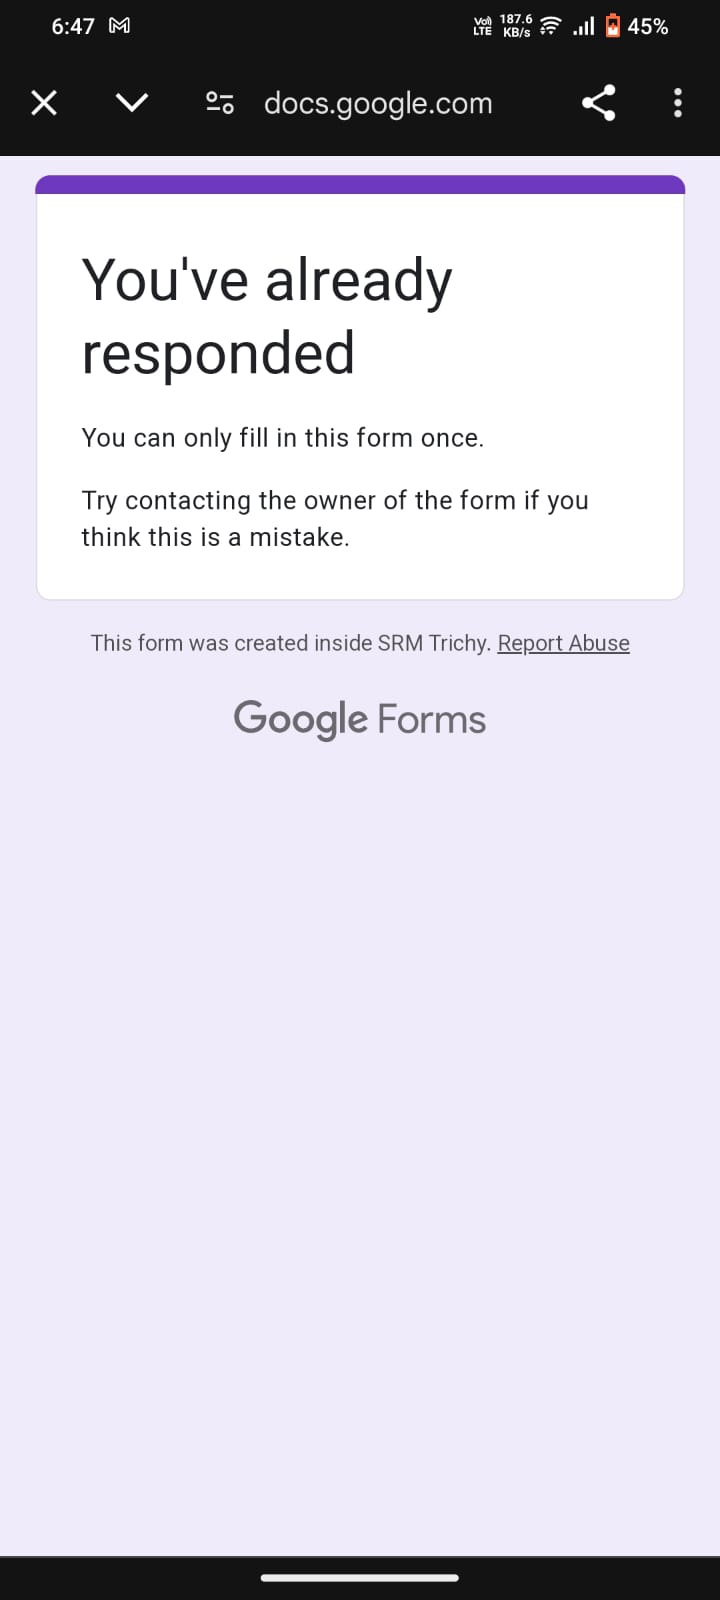 6:47
Vo) LTE 187.6 KB/s 45%
docs.google.com
You've already
responded
You can only fill in this form once.
Try contacting the owner of the form if you
think this is a mistake.
This form was created inside SRM Trichy. Report Abuse
Google Forms